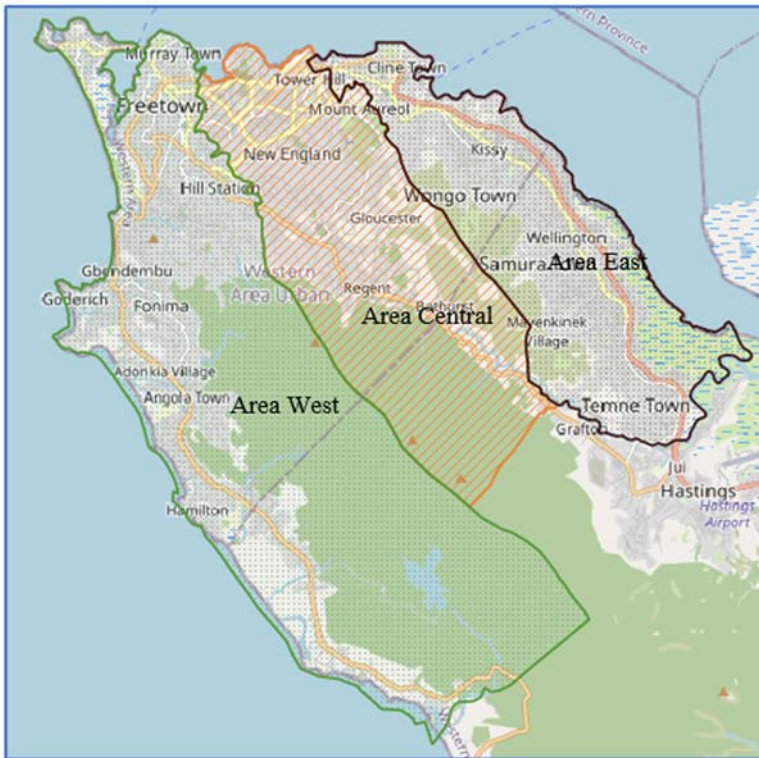 ern Province
Murray Town
Cline Town
Tower Hill
Freetown
Mount Aureol
Kissy
New England
Western Area
Hill Station
Wongo Town
Gloucester
Wellington
Samura
Area East
Gbendembu
Western
Area Urban
Regent
Goderich
Fonima
Bathurst
Area Central
Mayenkinek
Village
Adonkia Village
Angola Town
Area West
Temne Town
Grafton
Jui
Hastings
Hamilton
Hastings
Airport
Western